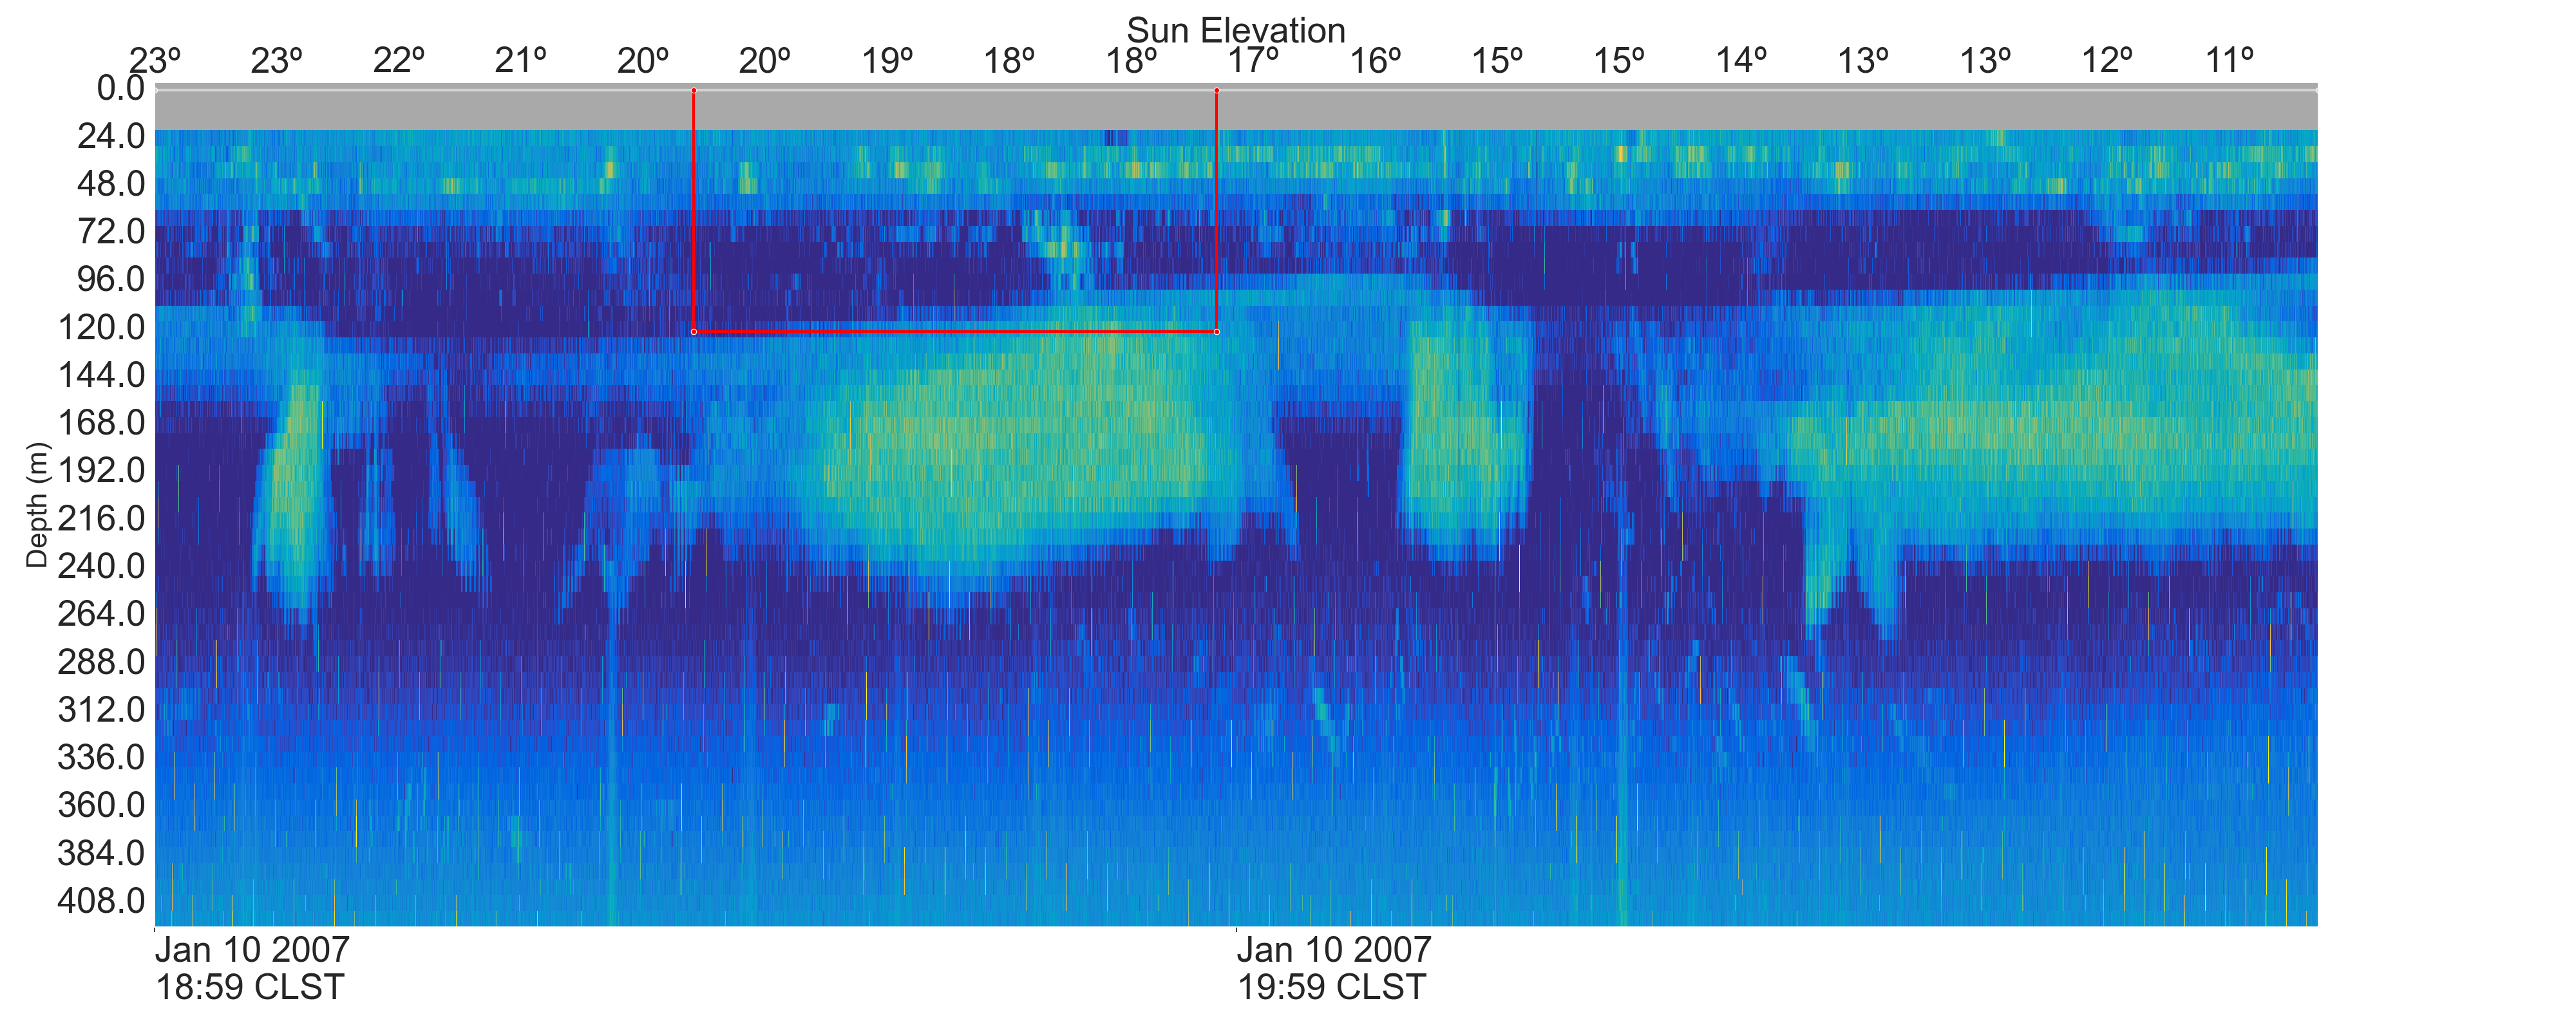 Sun Elevation
23º 23º 22º 21º 20º 20º 19º 18º 18º 17º 16º 15º 15º 14º 13º 13º 12º 11º
Depth (m)
0.0
24.0
48.0
72.0
96.0
120.0
144.0
168.0
192.0
216.0
240.0
264.0
288.0
312.0
336.0
360.0
384.0
408.0
Jan 10 2007
18:59 CLST
Jan 10 2007
19:59 CLST